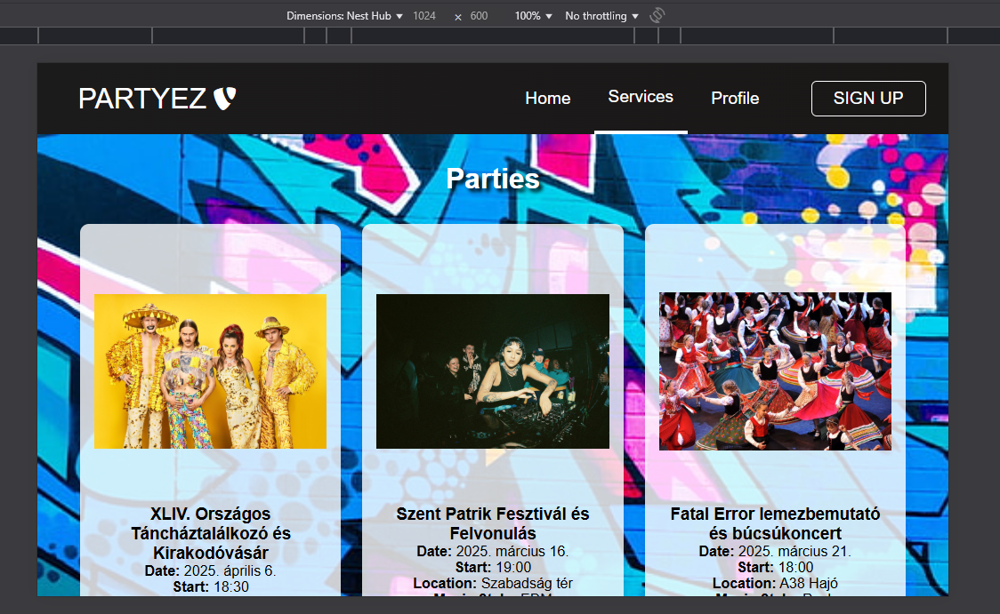 Dimensions: Nest Hub 1024 × 600 100% No throttling
PARTYEZ Home Services Profile SIGN UP
Parties
XLIV. Országos
Táncháztalálkozó és
Kirakodóvásár
Date: 2025. április 6.
Start: 18:30
Szent Patrik Fesztivál és
Felvonulás
Date: 2025. március 16.
Start: 19:00
Location: Szabadság tér
Fatal Error lemezbemutató
és búcsúkoncert
Date: 2025. március 21.
Start: 18:00
Location: A38 Hajó